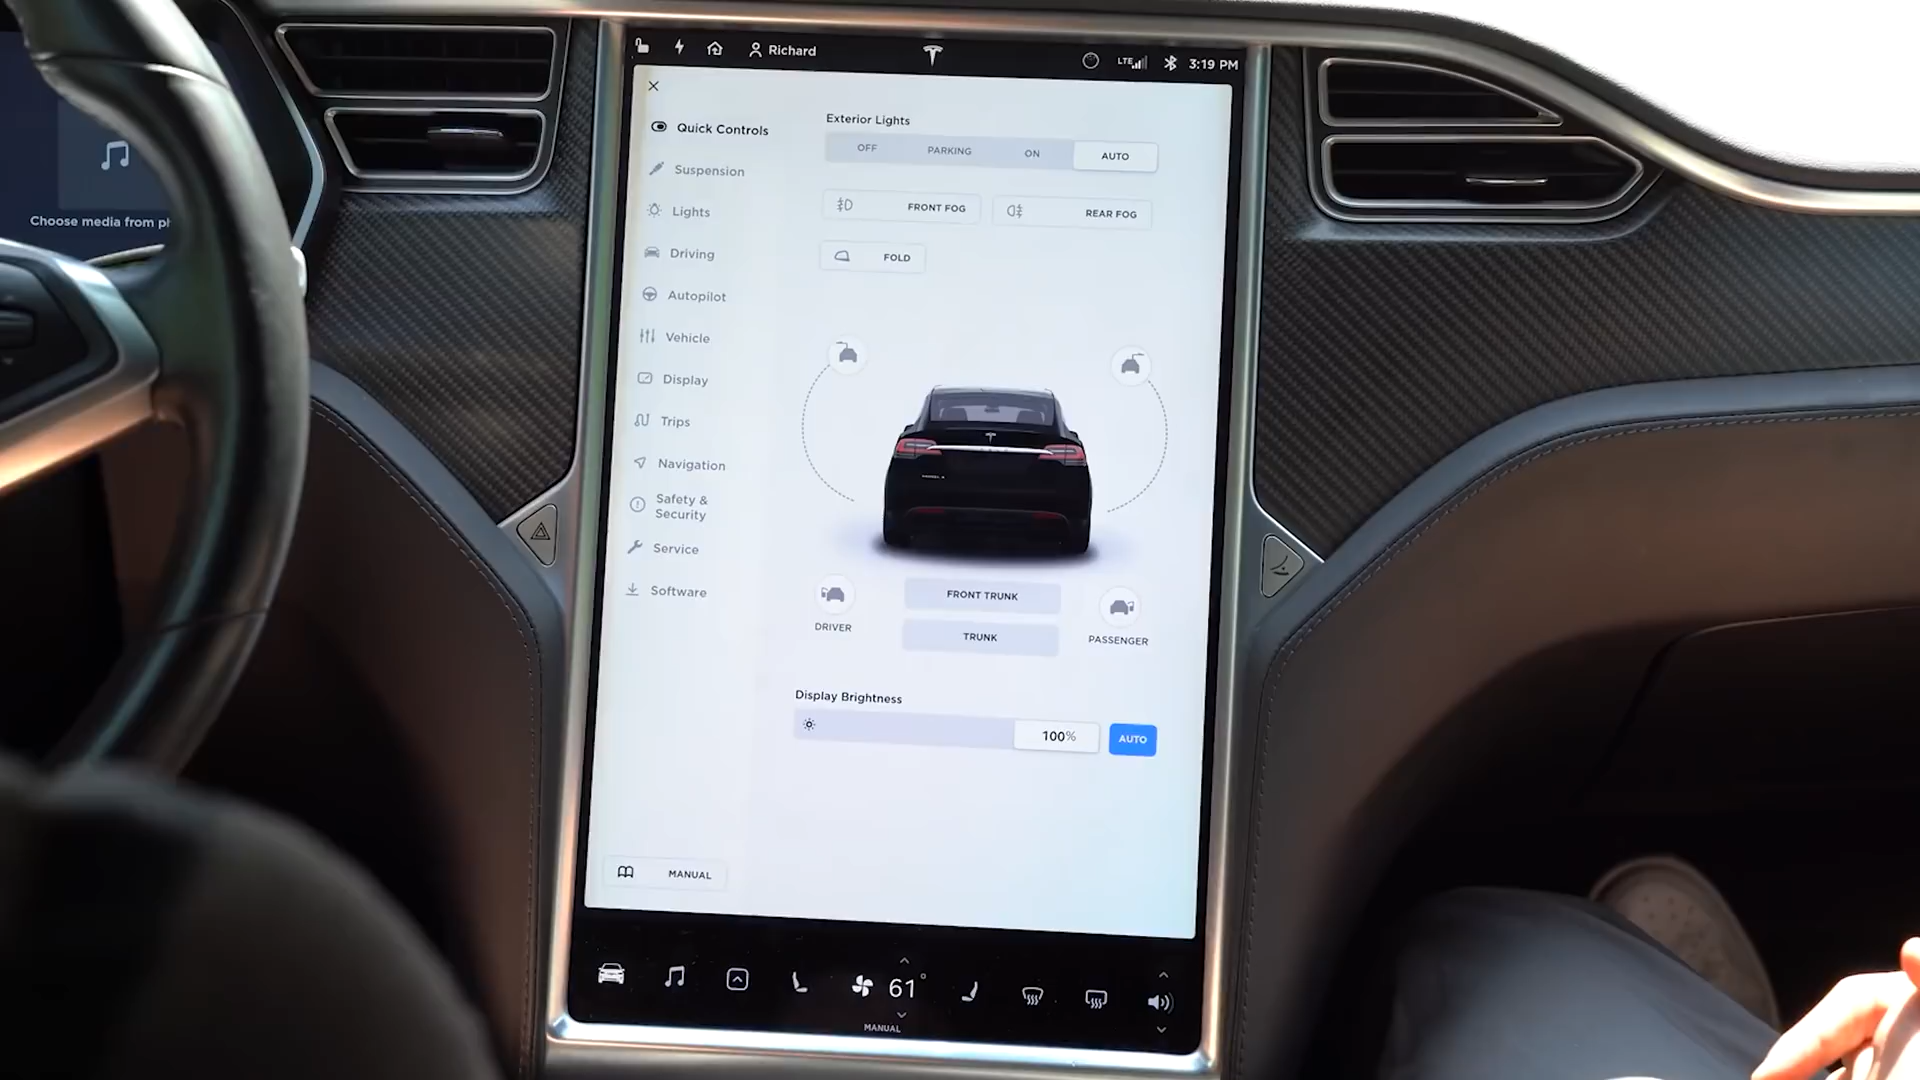 Choose media from ph
Richard
LTE
3:19 PM
Quick Controls
Suspension
Lights
Driving
Autopilot
Vehicle
Display
Trips
Navigation
Safety &
Security
Service
Software
MANUAL
Exterior Lights
OFF
PARKING
ON
AUTO
FRONT FOG
REAR FOG
FOLD
DRIVER
FRONT TRUNK
TRUNK
PASSENGER
Display Brightness
100%
AUTO
61°
MANUAL